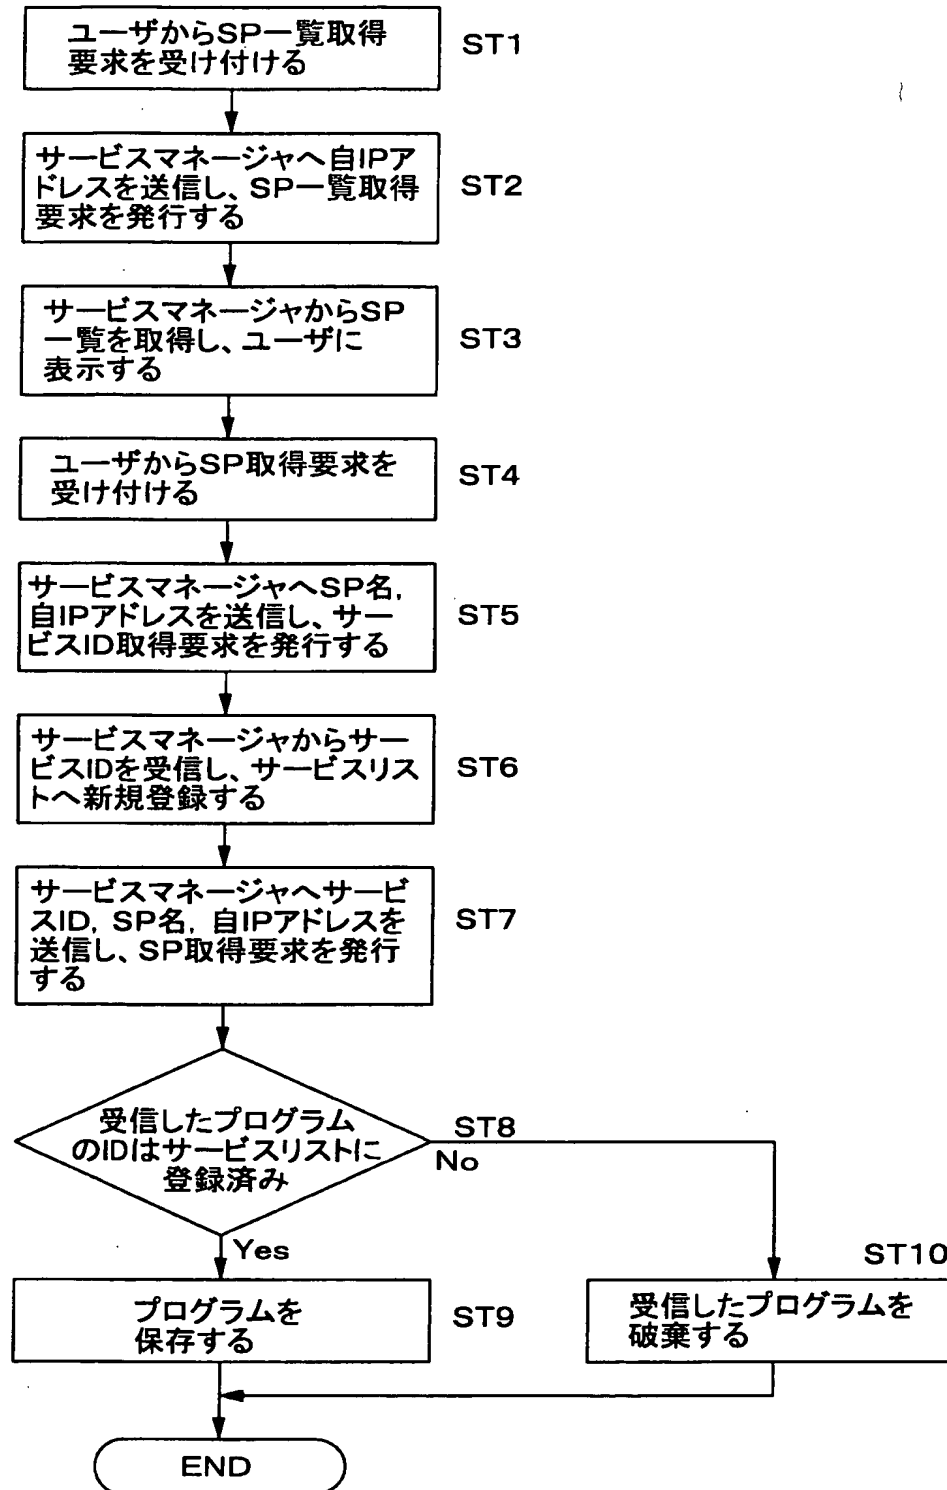 ユーザからSP一覧取得
要求を受け付ける
ST1
サービスマネージャへ自IPア
ドレスを送信し、SP一覧取得
要求を発行する
ST2
サービスマネージャからSP
一覧を取得し、ユーザに
表示する
ST3
ユーザからSP取得要求を
受け付ける
ST4
サービスマネージャへSP名,
自IPアドレスを送信し、サー
ビスID取得要求を発行する
ST5
サービスマネージャからサー
ビスIDを受信し、サービスリス
トへ新規登録する
ST6
サービスマネージャへサービ
スID, SP名, 自IPアドレスを
送信し、SP取得要求を発行
する
ST7
受信したプログラム
のIDはサービスリストに
登録済み
ST8
No
Yes
プログラムを
保存する
ST9
ST10
受信したプログラムを
破棄する
END